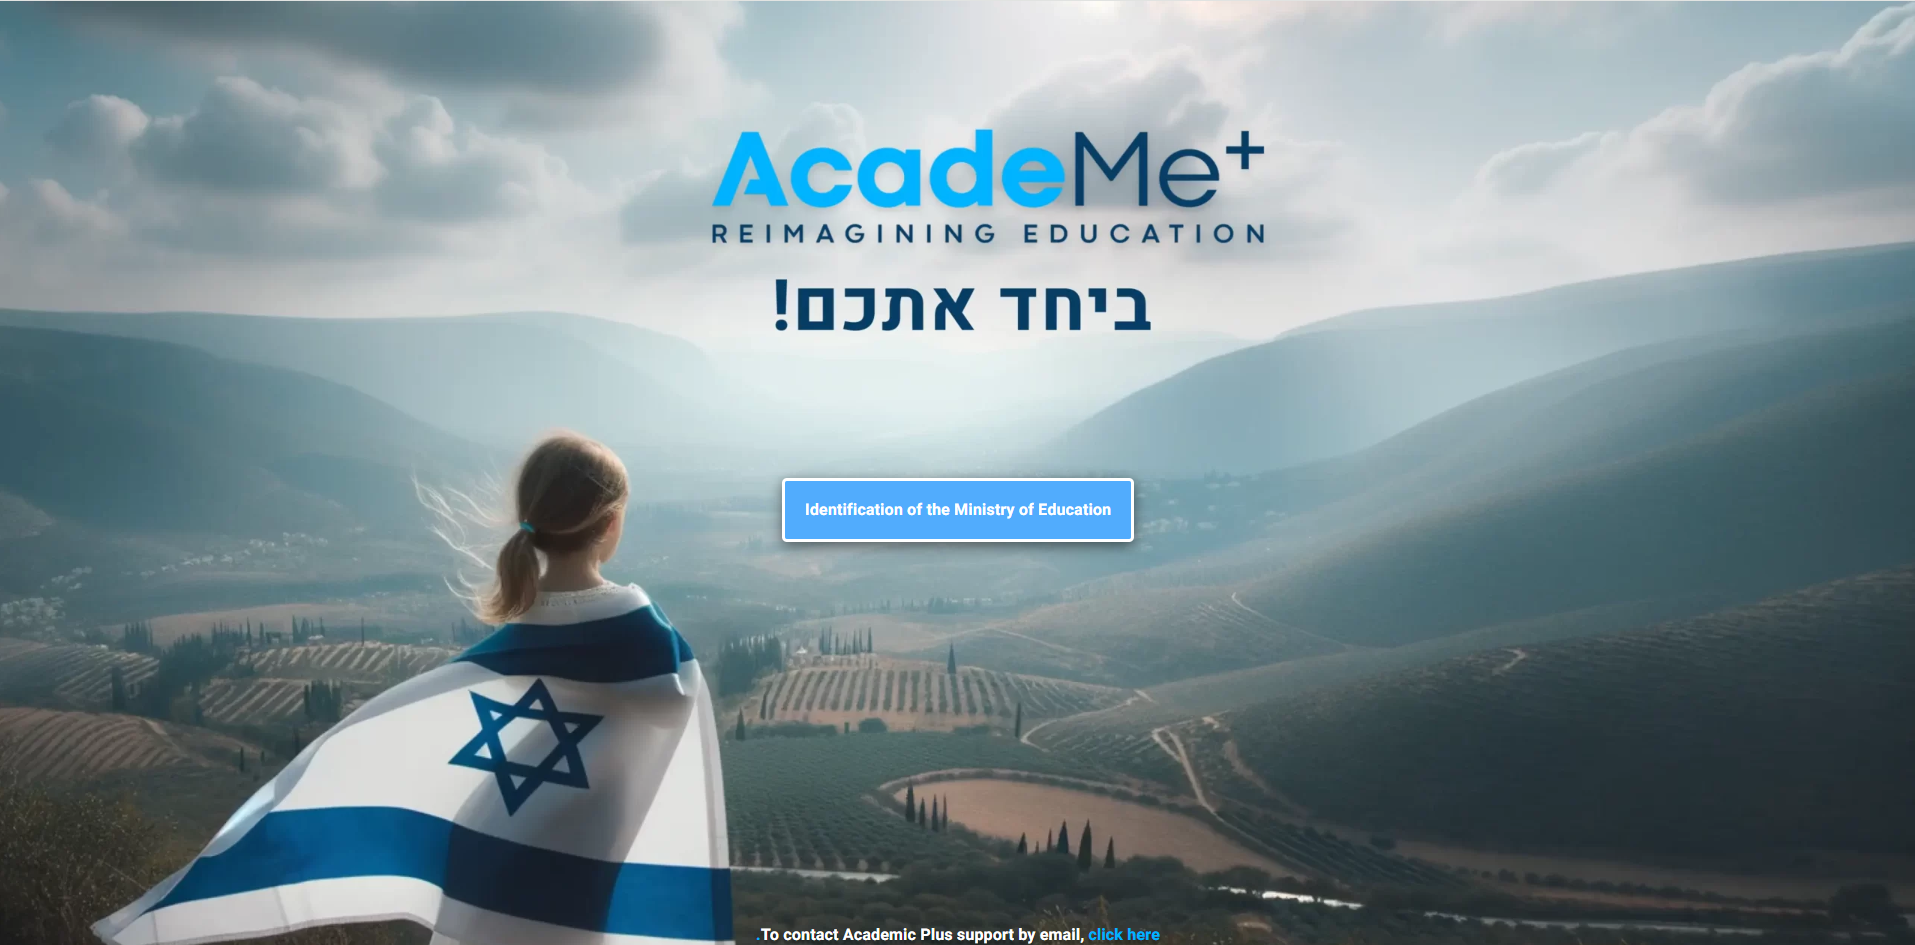 AcadeMe+
REIMAGINING EDUCATION
ביחד אתכם!
Identification of the Ministry of Education
.To contact Academic Plus support by email, click here